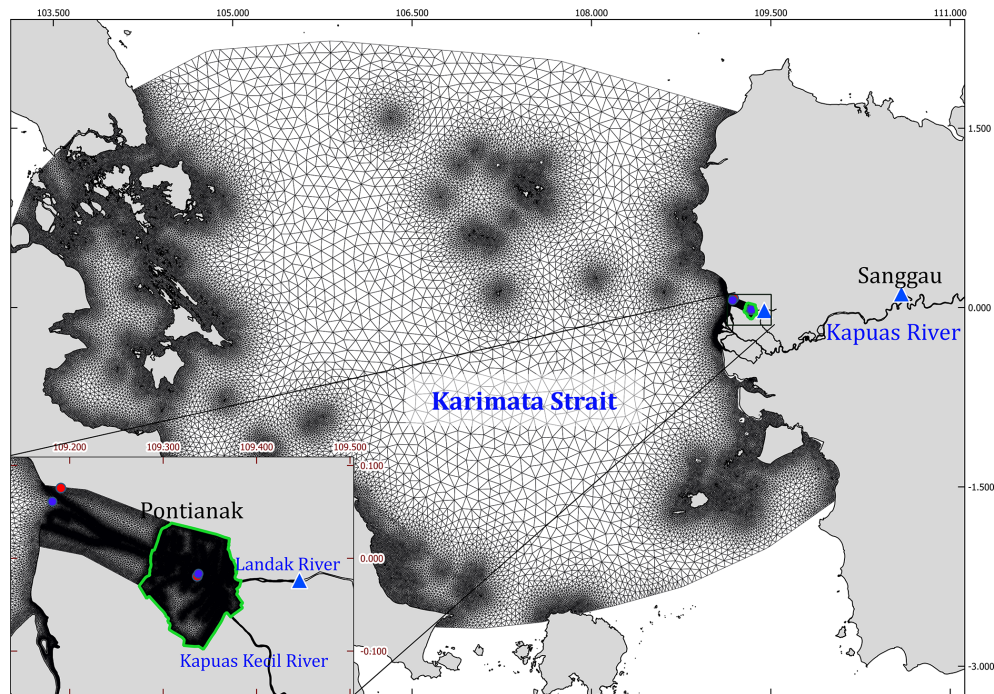 103.500 105.000 106.500 108.000 109.500 111.000
1.500
Sanggau
0.000
Kapuas River
Karimata Strait
109.200 109.300 109.400 109.500
0.100
-1.500
Pontianak
0.000
Landak River
-0.100
Kapuas Kecil River
-3.000